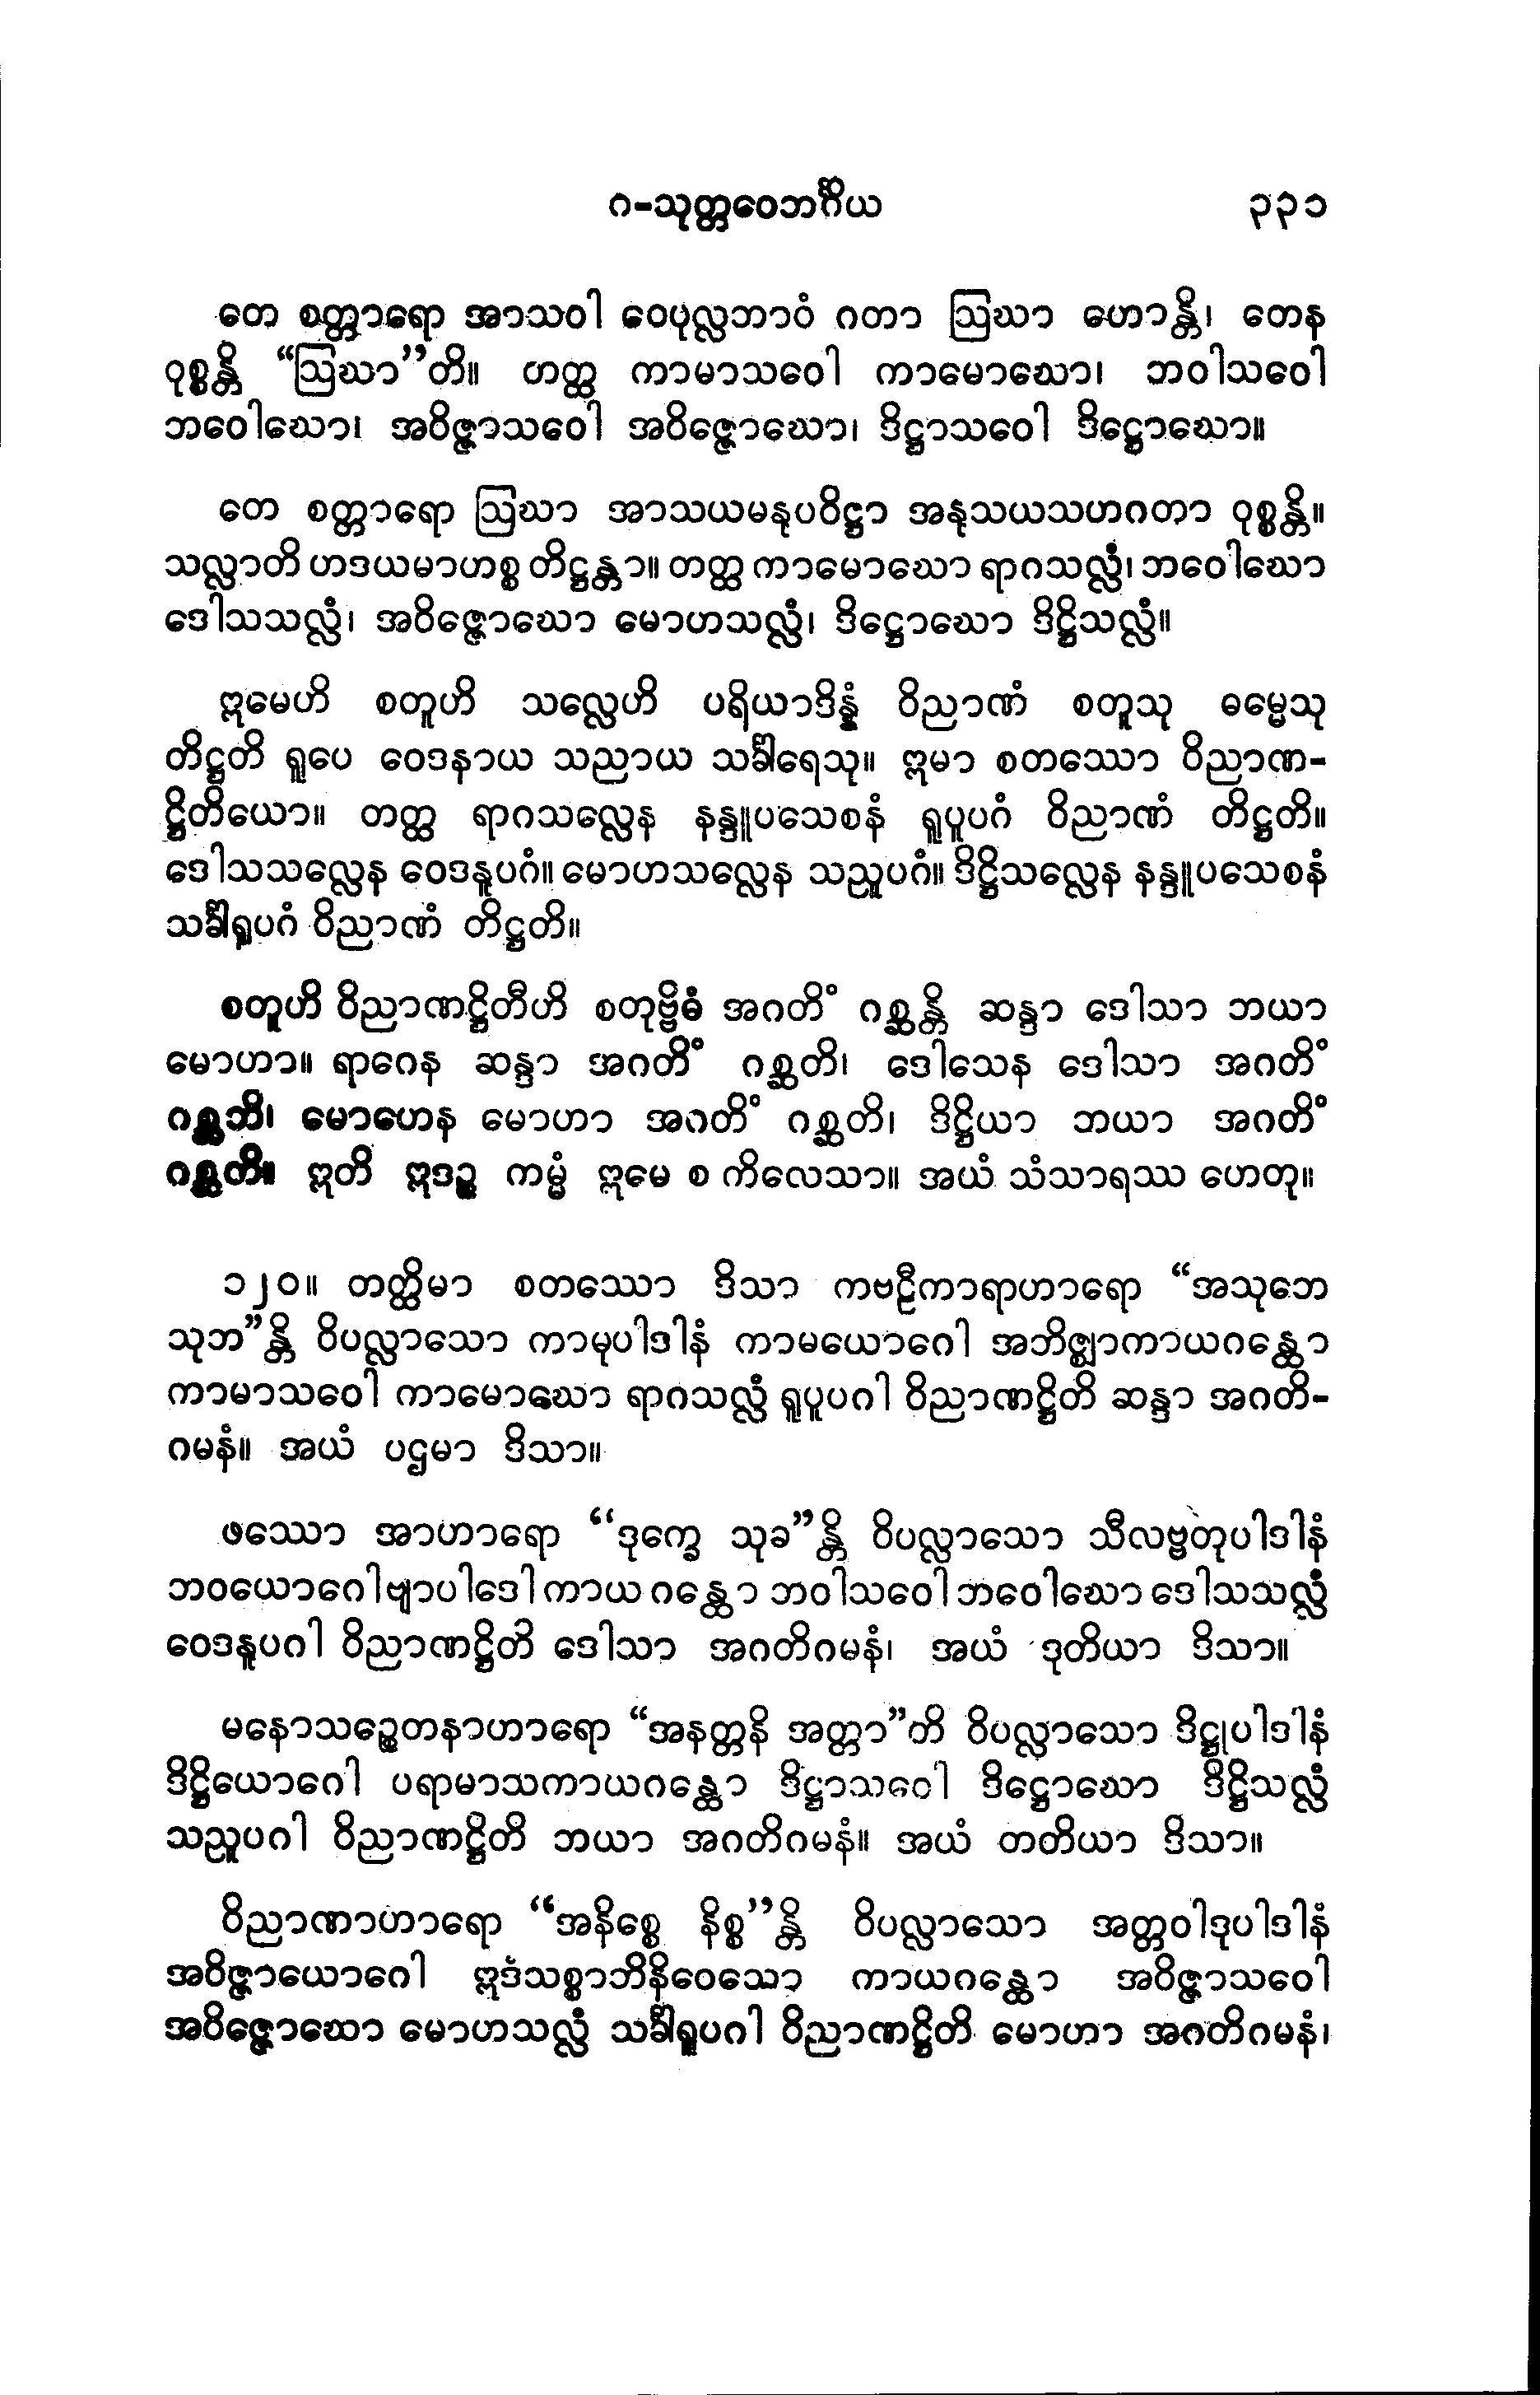 ဂ-သုတ္တဝေဘင်္ဂိယ ၃၃၁
တေ စတ္တာရော အာသဝါ ဝေပုလ္လဘာဝံ ဂတာ ဩဃာ ဟောန္တိ၊ တေန
ဝုစ္စန္တိ “ဩဃာ”တိ။ ဟတ္ထ ကာမာသဝေါ ကာမောဃော၊ ဘဝါသဝေါ
ဘဝေါဃော၊ အဝိဇ္ဇာသဝေါ အဝိဇ္ဇောဃော၊ ဒိဋ္ဌာသဝေါ ဒိဋ္ဌောဃော။
တေ စတ္တာရော ဩဃာ အာသယမနုပဝိဋ္ဌာ အနုသယသဟဂတာ ဝုစ္စန္တိ။
သလ္လာတိ ဟဒယမာဟစ္စ တိဋ္ဌန္တာ။ တတ္ထ ကာမောဃော ရာဂသလ္လံ၊ ဘဝေါဃော
ဒေါသသလ္လံ၊ အဝိဇ္ဇောဃော မောဟသလ္လံ၊ ဒိဋ္ဌောဃော ဒိဋ္ဌိသလ္လံ။
ဣမေဟိ စတူဟိ သလ္လေဟိ ပရိယာဒိန္နံ ဝိညာဏံ စတူသု ဓမ္မေသု
တိဋ္ဌတိ ရူပေ ဝေဒနာယ သညာယ သင်္ခါရေသု။ ဣမာ စတဿော ဝိညာဏ-
ဋ္ဌိတိယော။ တတ္ထ ရာဂသလ္လေန နန္ဒူပသေစနံ ရူပူပဂံ ဝိညာဏံ တိဋ္ဌတိ။
ဒေါသသလ္လေန ဝေဒနူပဂံ။ မောဟသလ္လေန သညူပဂံ။ ဒိဋ္ဌိသလ္လေန နန္ဒူပသေစနံ
သင်္ခါရူပဂံ ဝိညာဏံ တိဋ္ဌတိ။
စတူဟိ ဝိညာဏဋ္ဌိတီဟိ စတုဗ္ဗိဓံ အဂတိံ ဂစ္ဆန္တိ ဆန္ဒာ ဒေါသာ ဘယာ
မောဟာ။ ရာဂေန ဆန္ဒာ အဂတိံ ဂစ္ဆတိ၊ ဒေါသေန ဒေါသာ အဂတိံ
ဂစ္ဆတိ၊ မောဟေန မောဟာ အဂတိံ ဂစ္ဆတိ၊ ဒိဋ္ဌိယာ ဘယာ အဂတိံ
ဂစ္ဆတိ။ ဣတိ ဣဒဉ္စ ကမ္မံ ဣမေ စ ကိလေသာ။ အယံ သံသာရဿ ဟေတု။
၁၂၀။ တတ္ထိမာ စတဿော ဒိသာ ကဗဠီကာရာဟာရော “အသုဘေ
သုဘ”န္တိ ဝိပလ္လာသော ကာမုပါဒါနံ ကာမယောဂေါ အဘိဇ္ဈာကာယဂန္ထော
ကာမာသဝေါ ကာမောဃော ရာဂသလ္လံ ရူပူပဂါ ဝိညာဏဋ္ဌိတိ ဆန္ဒာ အဂတိ-
ဂမနံ။ အယံ ပဌမာ ဒိသာ။
ဖဿော အာဟာရော “ဒုက္ခေ သုခ”န္တိ ဝိပလ္လာသော သီလဗ္ဗတုပါဒါနံ
ဘဝယောဂေါ ဗျာပါဒေါ ကာယ ဂန္ထော ဘဝါသဝေါ ဘဝေါဃော ဒေါသသလ္လံ
ဝေဒနူပဂါ ဝိညာဏဋ္ဌိတိ ဒေါသာ အဂတိဂမနံ၊ အယံ ဒုတိယာ ဒိသာ။
မနောသဉ္စေတနာဟာရော “အနတ္တနိ အတ္တာ”တိ ဝိပလ္လာသော ဒိဋ္ဌုပါဒါနံ
ဒိဋ္ဌိယောဂေါ ပရာမာသကာယဂန္ထော ဒိဋ္ဌာသဝေါ ဒိဋ္ဌောဃော ဒိဋ္ဌိသလ္လံ
သညူပဂါ ဝိညာဏဋ္ဌိတိ ဘယာ အဂတိဂမနံ။ အယံ တတိယာ ဒိသာ။
ဝိညာဏာဟာရော “အနိစ္စေ နိစ္စ”န္တိ ဝိပလ္လာသော အတ္တဝါဒုပါဒါနံ
အဝိဇ္ဇာယောဂေါ ဣဒံသစ္စာဘိနိဝေသော ကာယဂန္ထော အဝိဇ္ဇာသဝေါ
အဝိဇ္ဇောဃော မောဟသလ္လံ သင်္ခါရူပဂါ ဝိညာဏဋ္ဌိတိ မောဟာ အဂတိဂမနံ၊